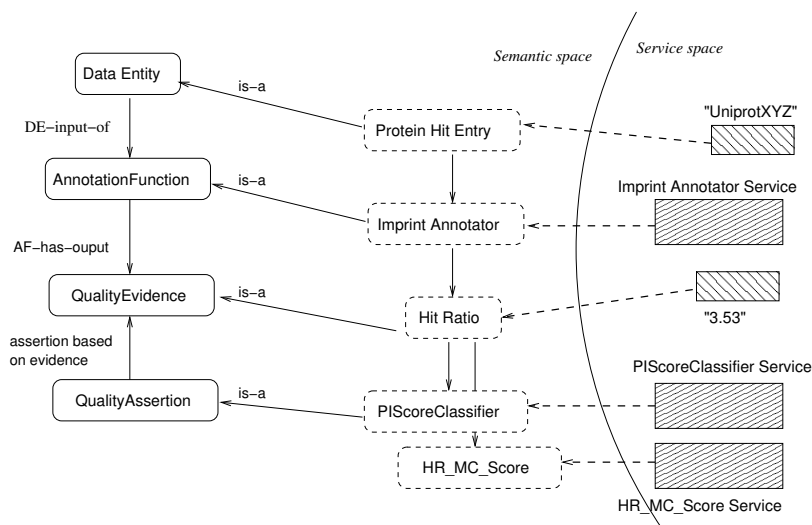 Semantic space
Service space
Data Entity
is-a
"UniprotXYZ"
DE-input-of
Protein Hit Entry
AnnotationFunction
is-a
Imprint Annotator Service
Imprint Annotator
AF-has-ouput
QualityEvidence
is-a
Hit Ratio
"3.53"
assertion based
on evidence
PIScoreClassifier Service
QualityAssertion
is-a
PIScoreClassifier
HR_MC_Score
HR_MC_Score Service